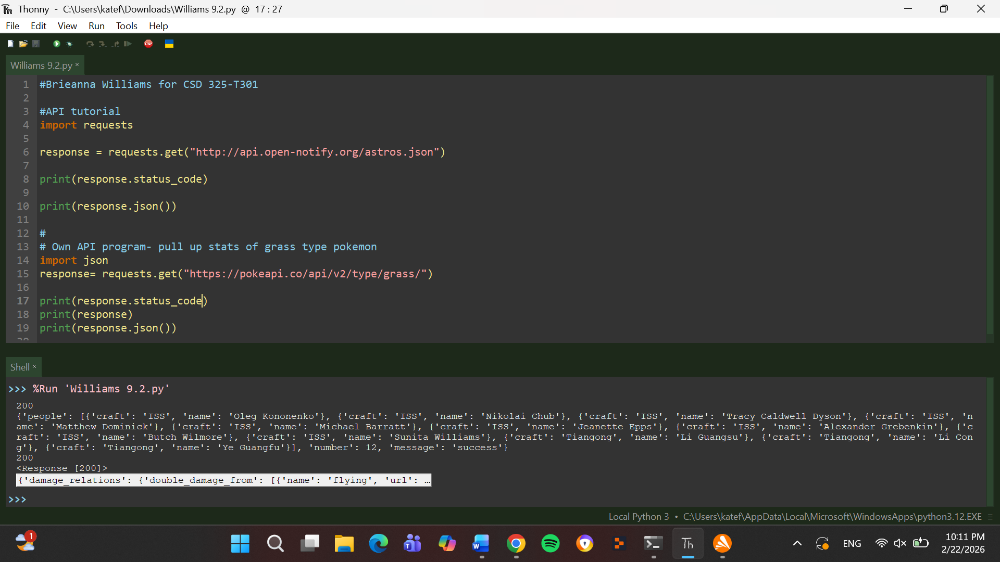 Thonny - C:\Users\katef\Downloads\Williams 9.2.py @ 17 : 27
File Edit View Run Tools Help
STOP
Williams 9.2.py ×
1 #Brieanna Williams for CSD 325-T301
2
3 #API tutorial
4 import requests
5
6 response = requests.get("http://api.open-notify.org/astros.json")
7
8 print(response.status_code)
9
10 print(response.json())
11
12 #
13 # Own API program- pull up stats of grass type pokemon
14 import json
15 response= requests.get("https://pokeapi.co/api/v2/type/grass/")
16
17 print(response.status_code)
18 print(response)
19 print(response.json())
Shell ×
>>> %Run 'Williams 9.2.py'
200
{'people': [{'craft': 'ISS', 'name': 'Oleg Kononenko'}, {'craft': 'ISS', 'name': 'Nikolai Chub'}, {'craft': 'ISS', 'name': 'Tracy Caldwell Dyson'}, {'craft': 'ISS', 'n
ame': 'Matthew Dominick'}, {'craft': 'ISS', 'name': 'Michael Barratt'}, {'craft': 'ISS', 'name': 'Jeanette Epps'}, {'craft': 'ISS', 'name': 'Alexander Grebenkin'}, {'c
raft': 'ISS', 'name': 'Butch Wilmore'}, {'craft': 'ISS', 'name': 'Sunita Williams'}, {'craft': 'Tiangong', 'name': 'Li Guangsu'}, {'craft': 'Tiangong', 'name': 'Li Con
g'}, {'craft': 'Tiangong', 'name': 'Ye Guangfu'}], 'number': 12, 'message': 'success'}
200
<Response [200]>
{'damage_relations': {'double_damage_from': [{'name': 'flying', 'url': …
>>>
Local Python 3 • C:\Users\katef\AppData\Local\Microsoft\WindowsApps\python3.12.EXE ≡
1
ENG
10:11 PM
2/22/2026